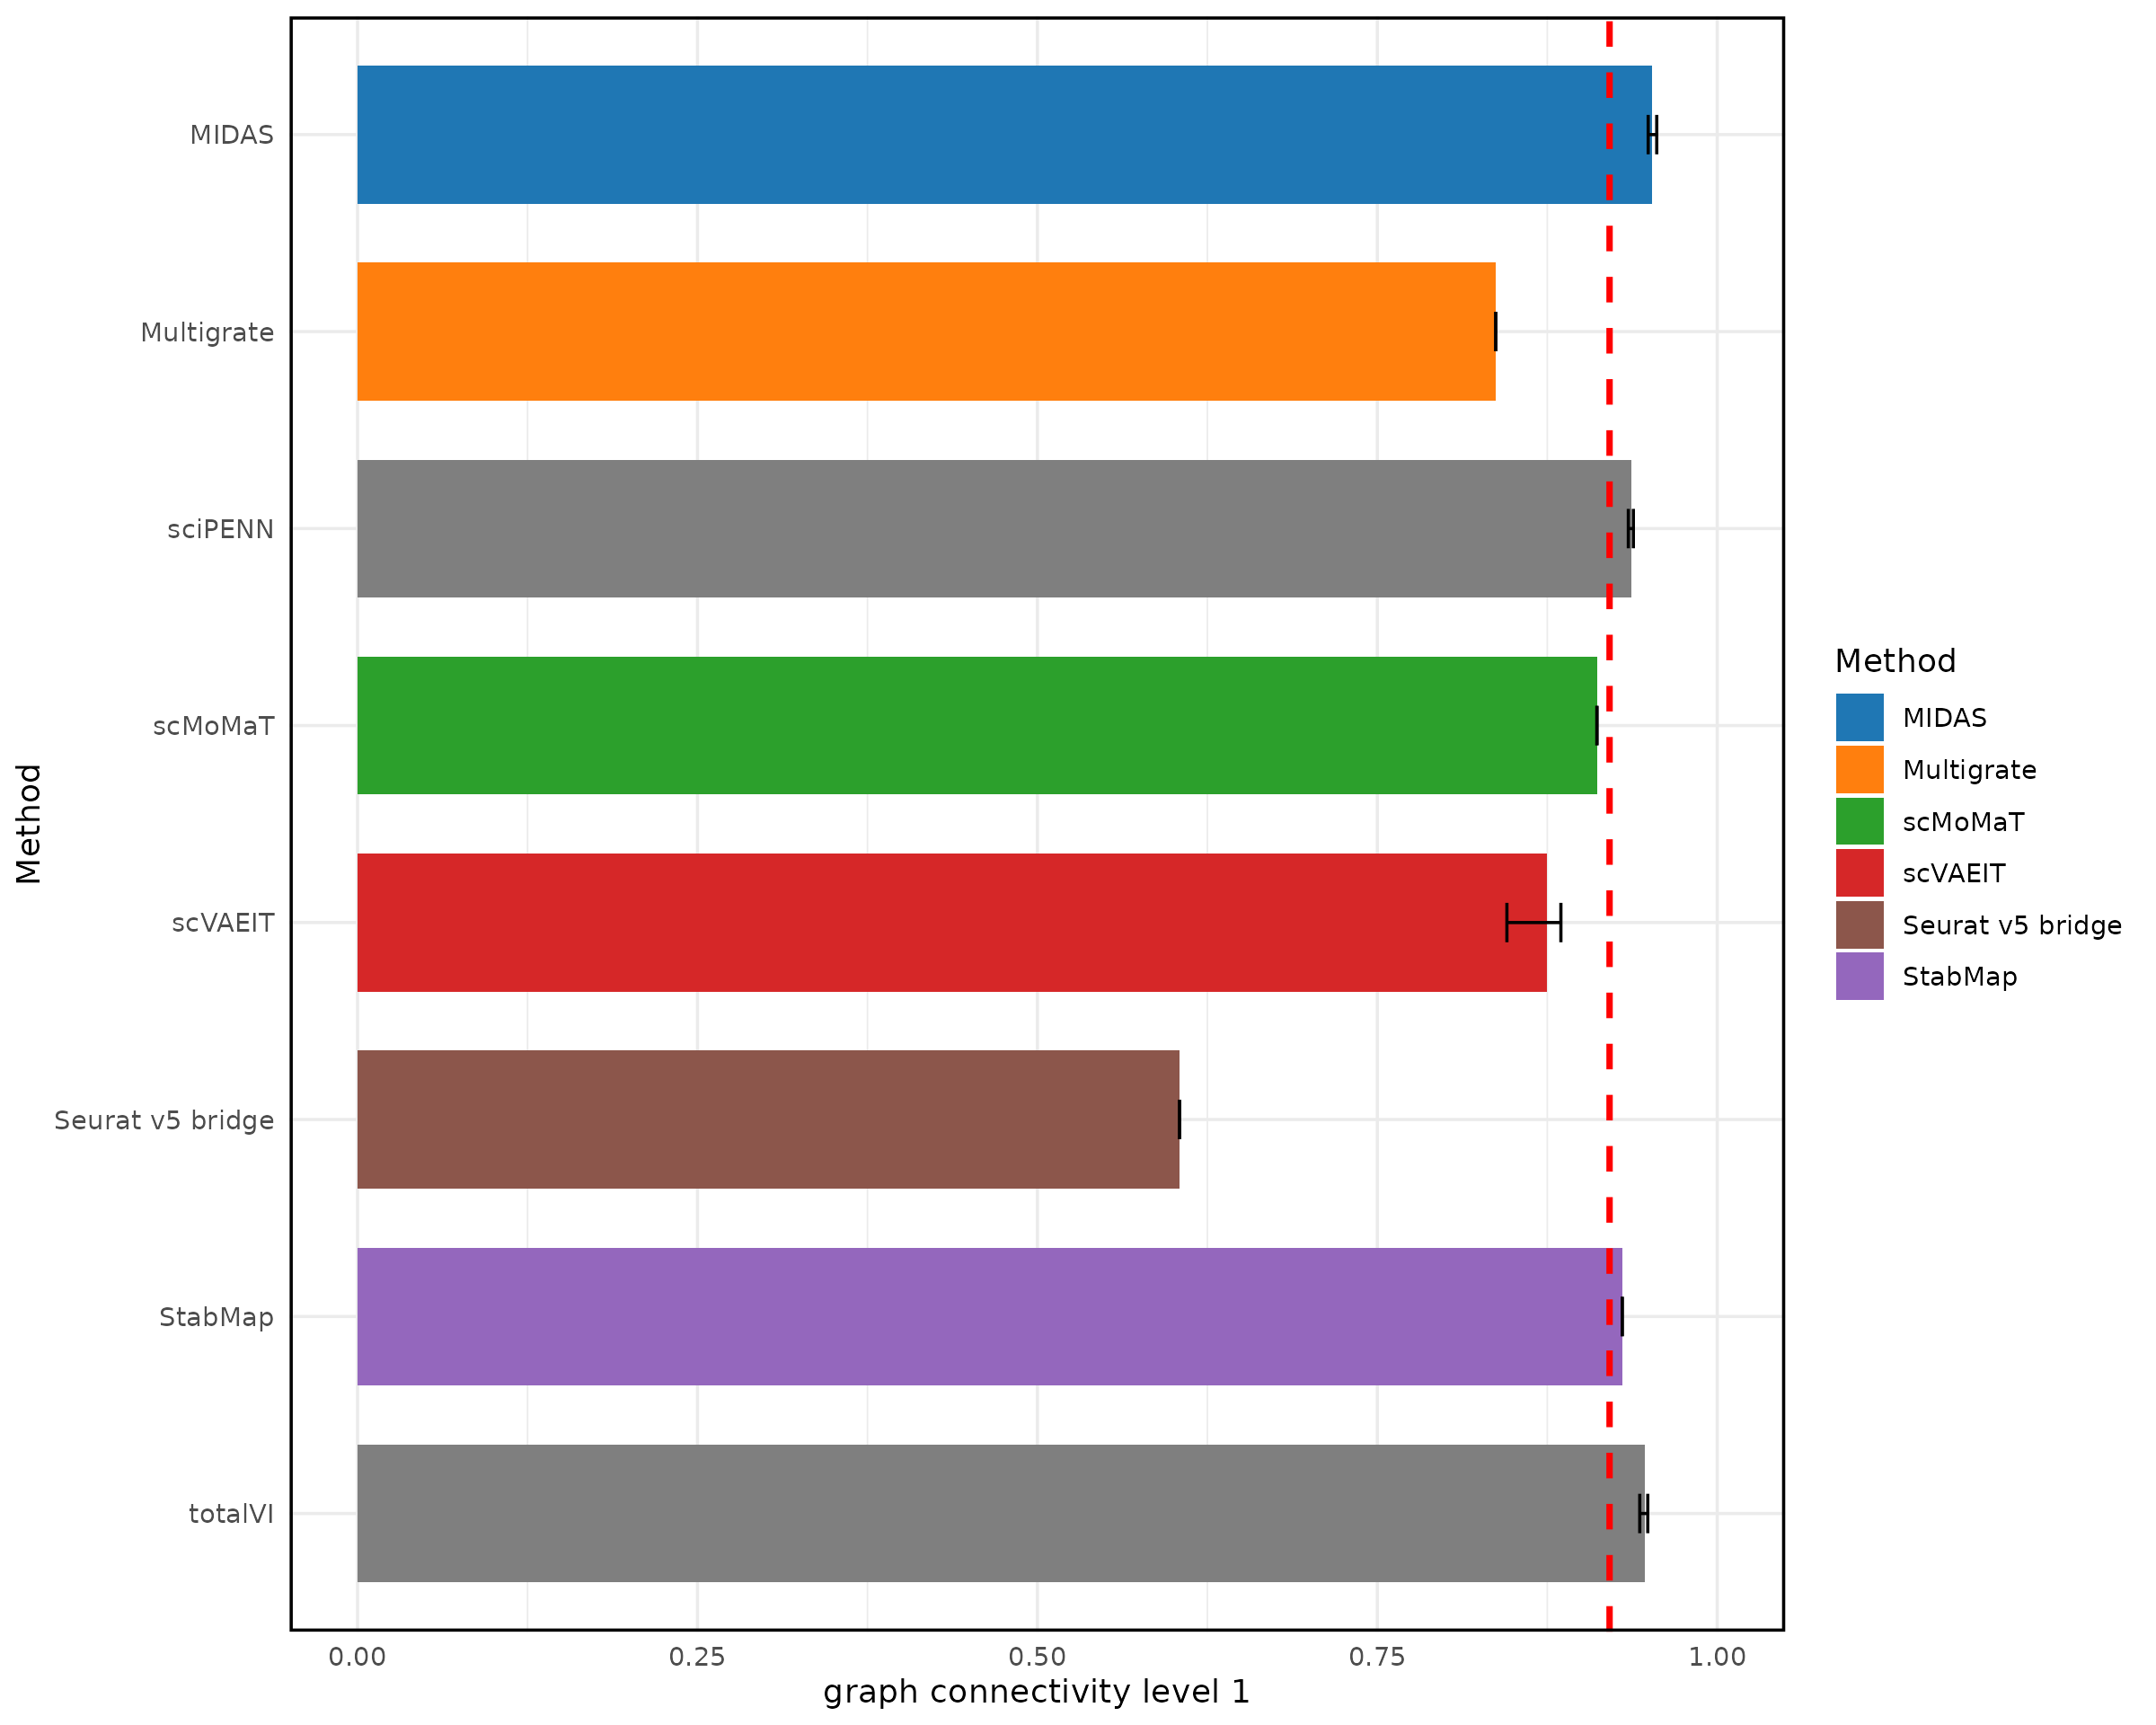 Method
MIDAS
Multigrate
sciPENN
scMoMaT
scVAEIT
Seurat v5 bridge
StabMap
totalVI
0.00 0.25 0.50 0.75 1.00
graph connectivity level 1
Method
MIDAS
Multigrate
scMoMaT
scVAEIT
Seurat v5 bridge
StabMap